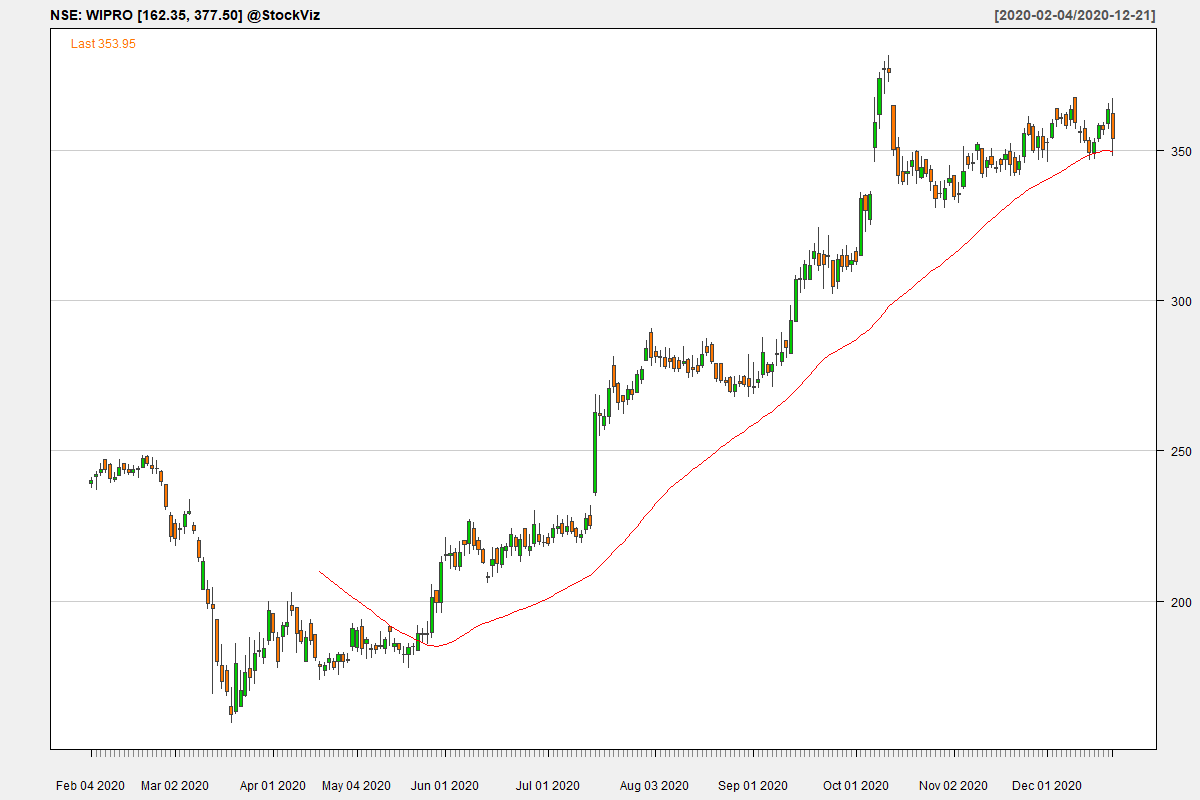 NSE: WIPRO [162.35, 377.50] @StockViz [2020-02-04/2020-12-21]
Last 353.95
350
300
250
200
Feb 04 2020 Mar 02 2020 Apr 01 2020 May 04 2020 Jun 01 2020 Jul 01 2020 Aug 03 2020 Sep 01 2020 Oct 01 2020 Nov 02 2020 Dec 01 2020